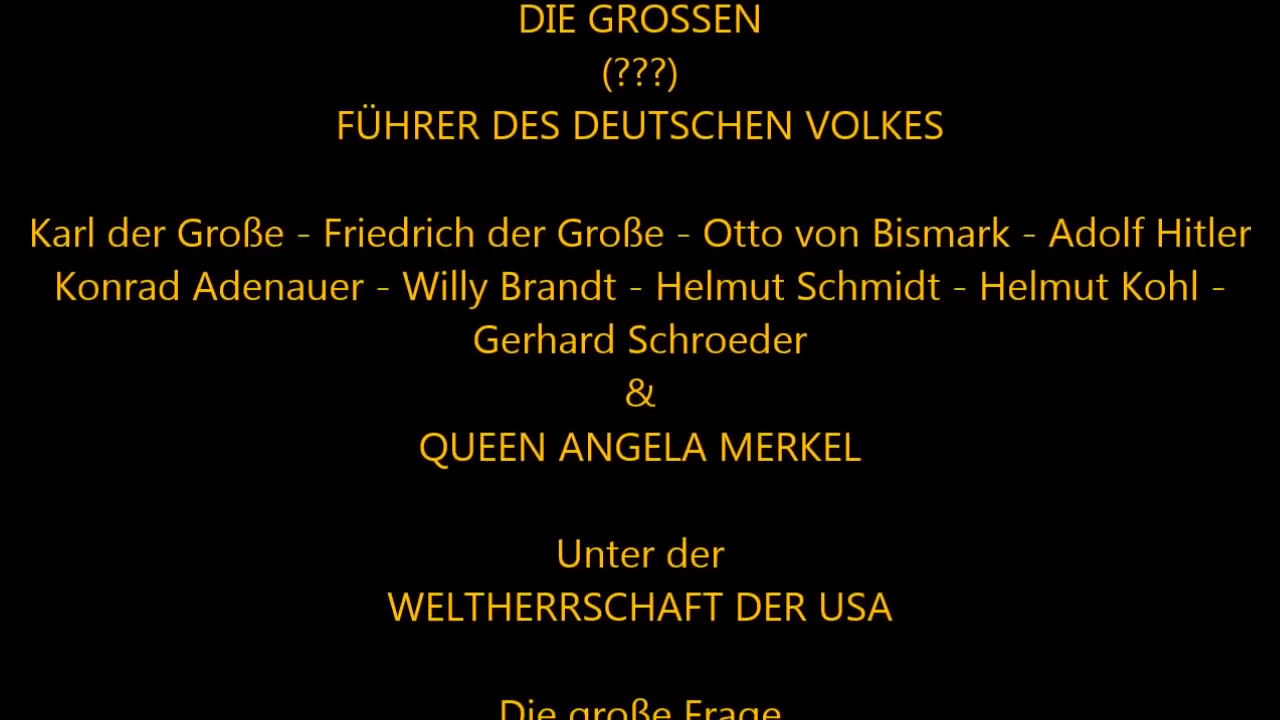 DIE GROSSEN
(???)
FÜHRER DES DEUTSCHEN VOLKES
Karl der Große - Friedrich der Große - Otto von Bismark - Adolf Hitler
Konrad Adenauer - Willy Brandt - Helmut Schmidt - Helmut Kohl -
Gerhard Schroeder
&
QUEEN ANGELA MERKEL
Unter der
WELTHERRSCHAFT DER USA
Die große Frage